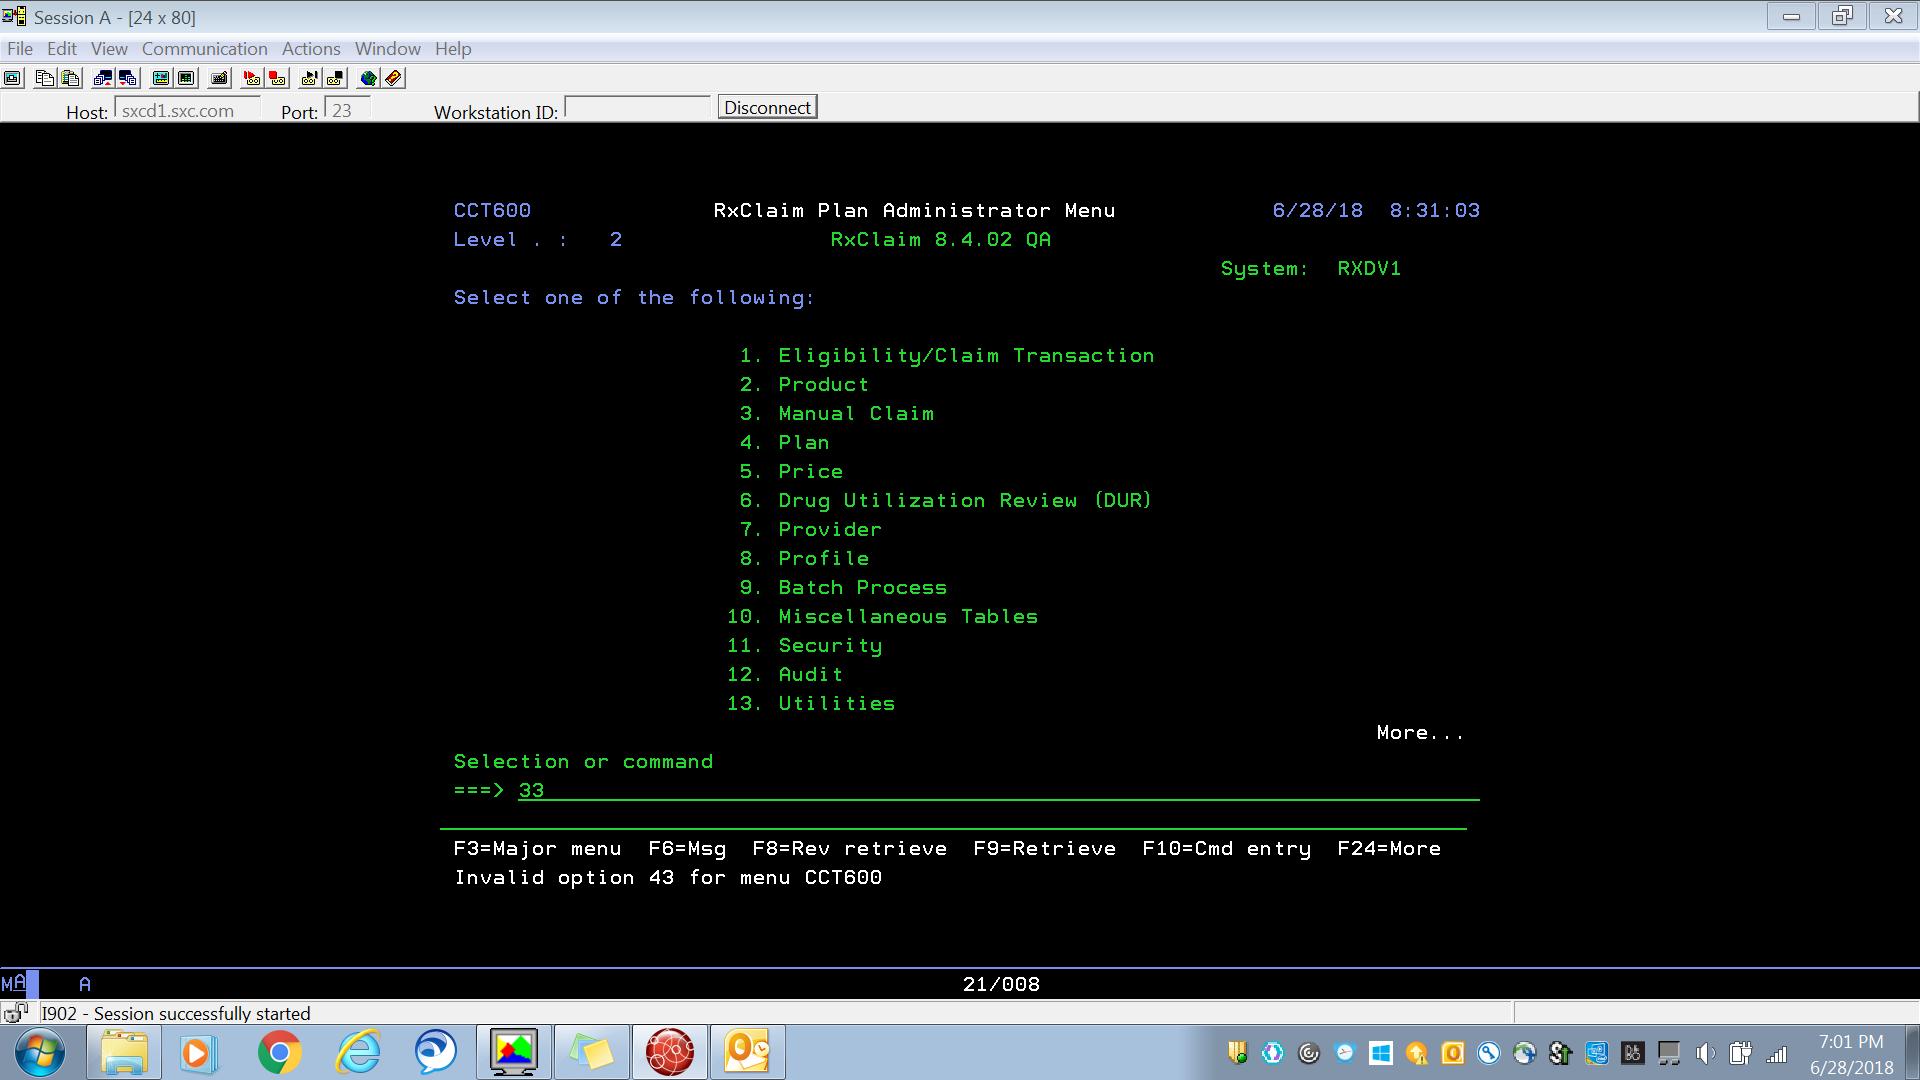 Session A - [24 x 80]
File Edit View Communication Actions Window Help
Host: sxcd1.sxc.com Port: 23 Workstation ID: Disconnect
CCT600 RxClaim Plan Administrator Menu 6/28/18 8:31:03
Level . : 2 RxClaim 8.4.02 QA
System: RXDV1
Select one of the following:
1. Eligibility/Claim Transaction
2. Product
3. Manual Claim
4. Plan
5. Price
6. Drug Utilization Review (DUR)
7. Provider
8. Profile
9. Batch Process
10. Miscellaneous Tables
11. Security
12. Audit
13. Utilities
More...
Selection or command
===> 33
F3=Major menu F6=Msg F8=Rev retrieve F9=Retrieve F10=Cmd entry F24=More
Invalid option 43 for menu CCT600
MA A 21/008
I902 - Session successfully started
7:01 PM
6/28/2018